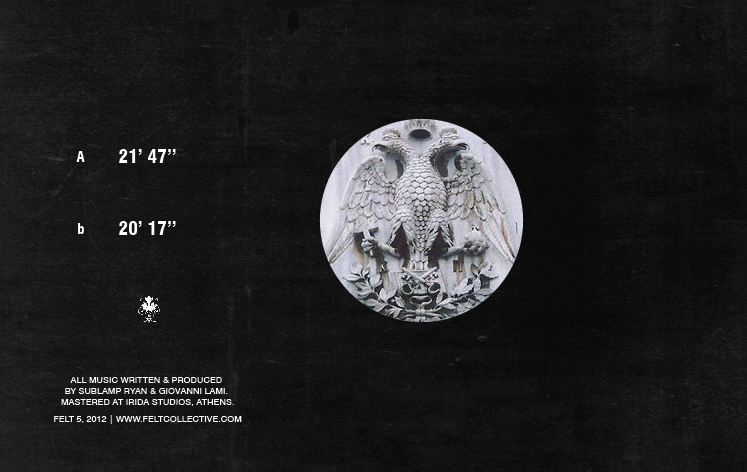 A 21’ 47”
b 20’ 17”
ALL MUSIC WRITTEN & PRODUCED
BY SUBLAMP RYAN & GIOVANNI LAMI.
MASTERED AT IRIDA STUDIOS, ATHENS.
FELT 5, 2012 | WWW.FELTCOLLECTIVE.COM